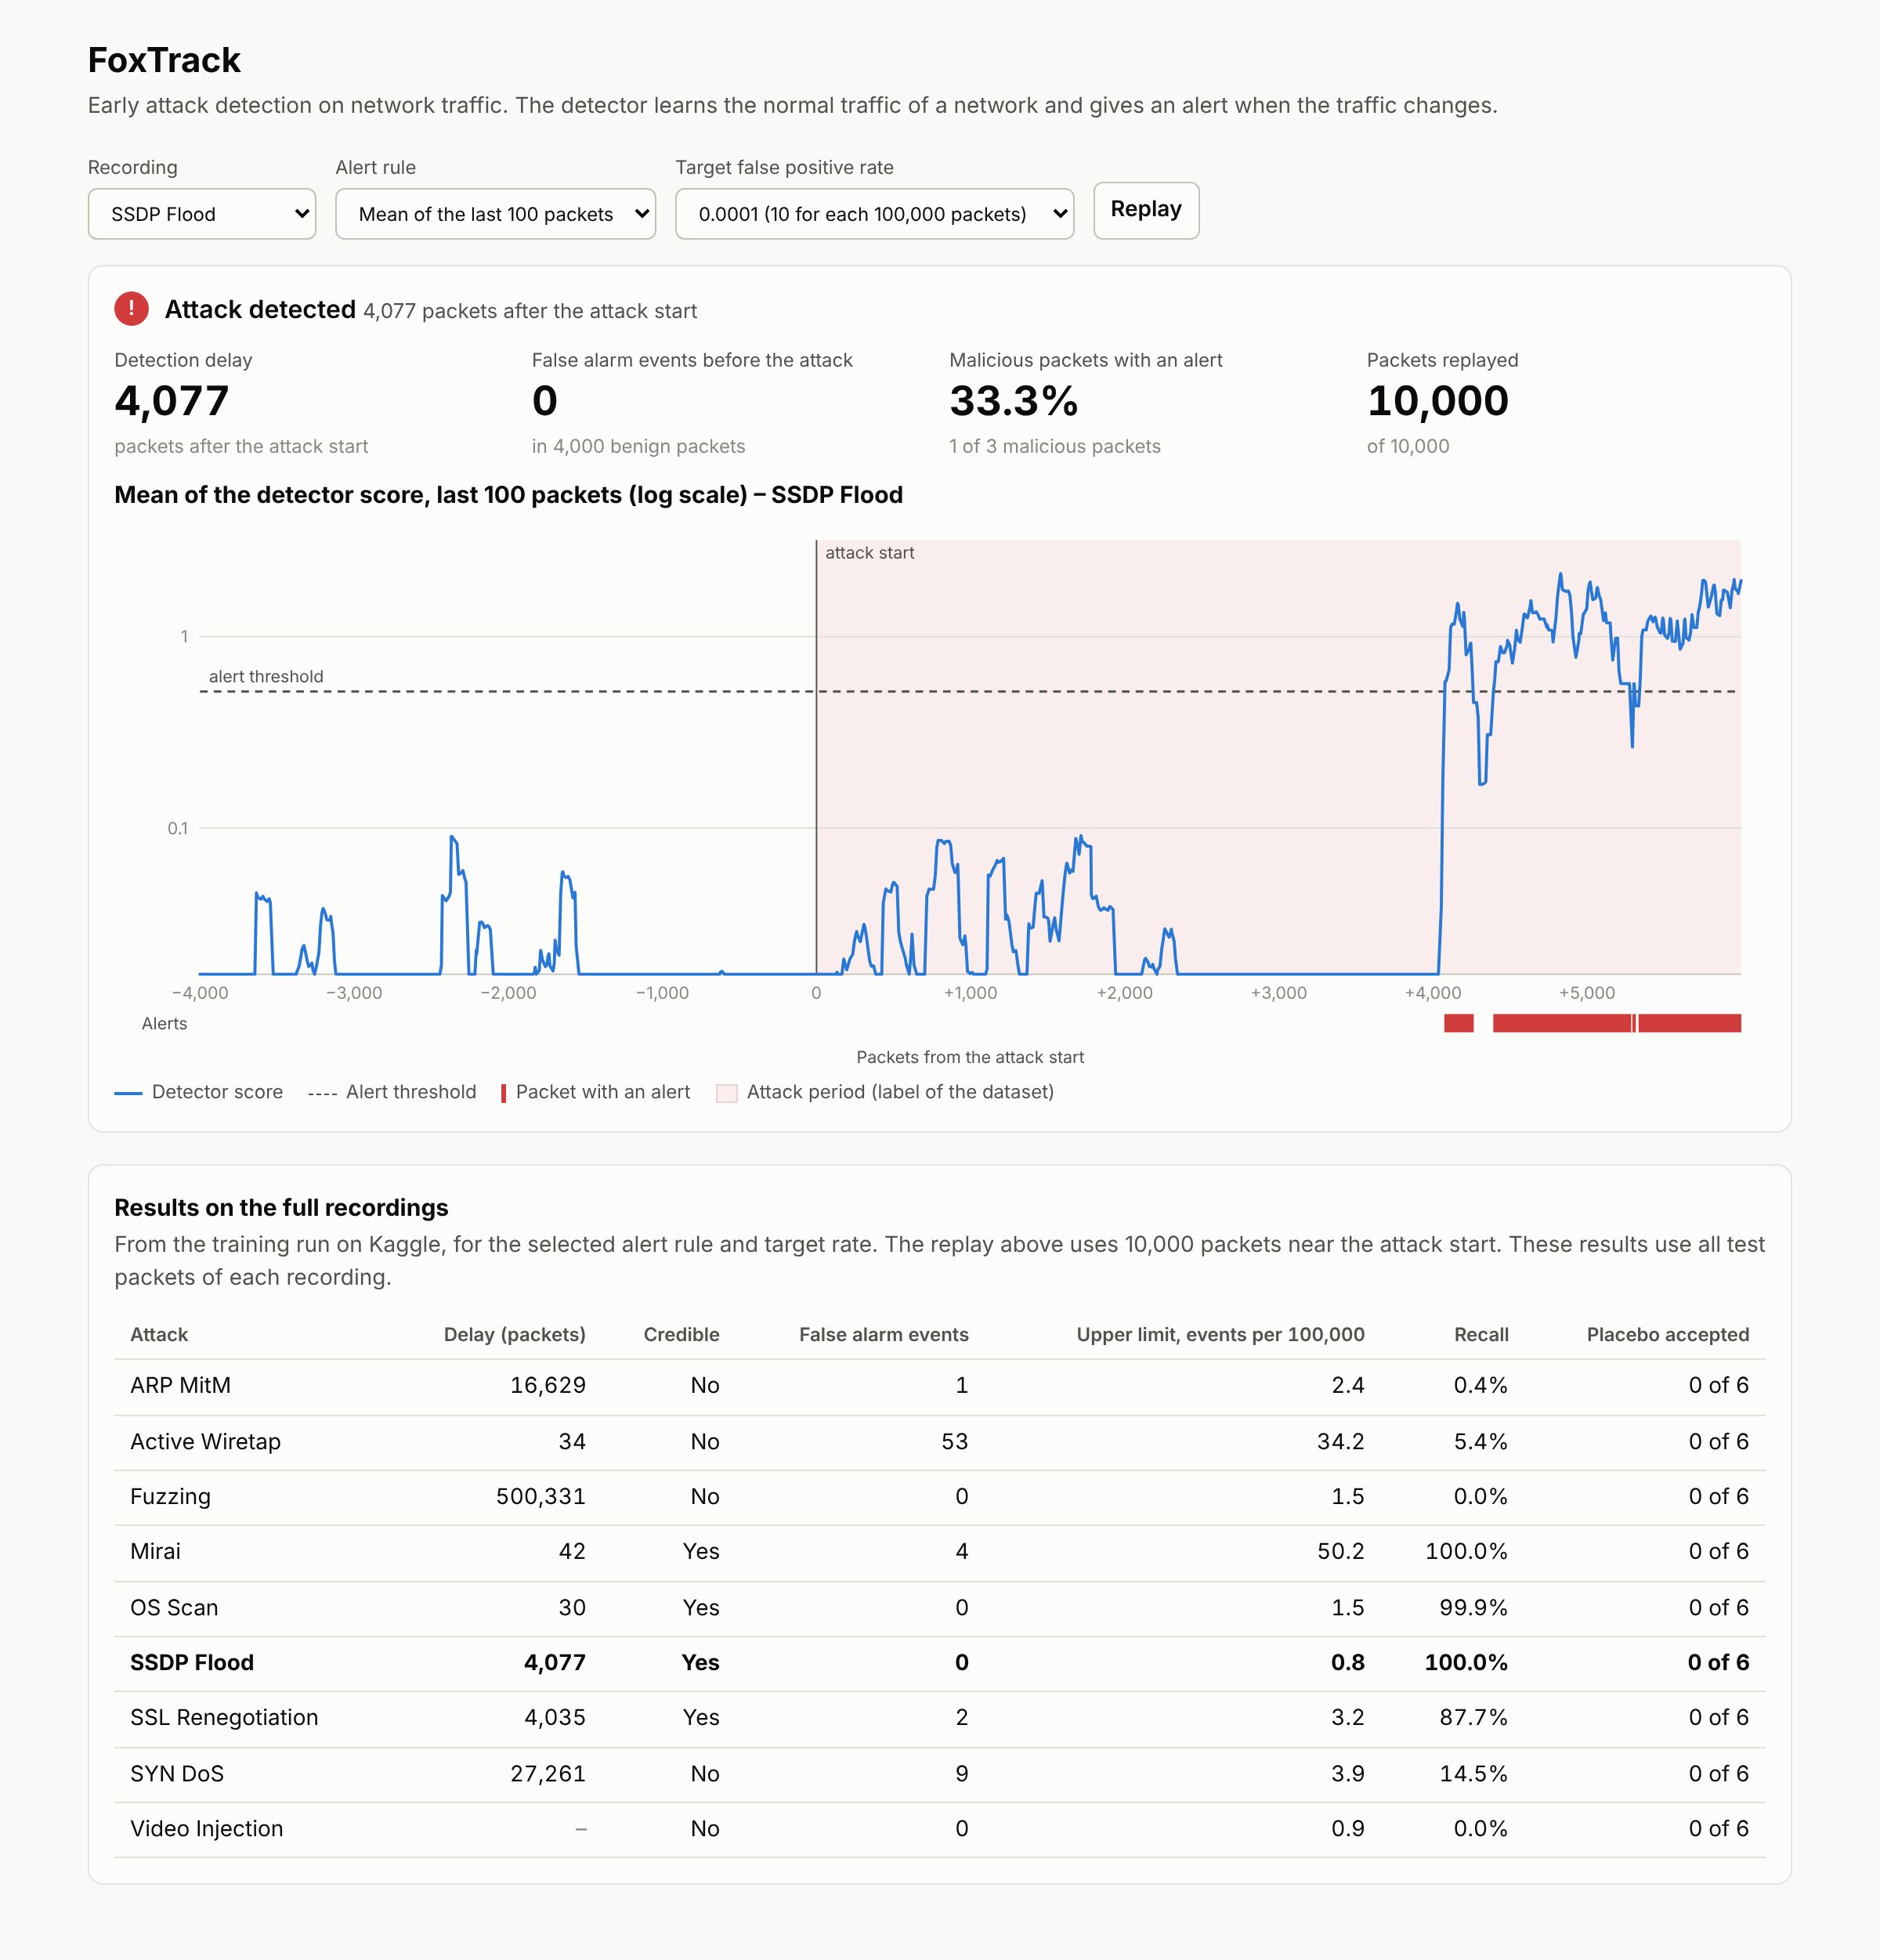 FoxTrack
Early attack detection on network traffic. The detector learns the normal traffic of a network and gives an alert when the traffic changes.
Recording Alert rule Target false positive rate
SSDP Flood Mean of the last 100 packets 0.0001 (10 for each 100,000 packets) Replay
! Attack detected 4,077 packets after the attack start
Detection delay False alarm events before the attack Malicious packets with an alert Packets replayed
4,077 0 33.3% 10,000
packets after the attack start in 4,000 benign packets 1 of 3 malicious packets of 10,000
Mean of the detector score, last 100 packets (log scale) – SSDP Flood
attack start
1
alert threshold
0.1
−4,000 −3,000 −2,000 −1,000 0 +1,000 +2,000 +3,000 +4,000 +5,000
Alerts
Packets from the attack start
Detector score Alert threshold Packet with an alert Attack period (label of the dataset)
Results on the full recordings
From the training run on Kaggle, for the selected alert rule and target rate. The replay above uses 10,000 packets near the attack start. These results use all test
packets of each recording.
Attack Delay (packets) Credible False alarm events Upper limit, events per 100,000 Recall Placebo accepted
ARP MitM 16,629 No 1 2.4 0.4% 0 of 6
Active Wiretap 34 No 53 34.2 5.4% 0 of 6
Fuzzing 500,331 No 0 1.5 0.0% 0 of 6
Mirai 42 Yes 4 50.2 100.0% 0 of 6
OS Scan 30 Yes 0 1.5 99.9% 0 of 6
SSDP Flood 4,077 Yes 0 0.8 100.0% 0 of 6
SSL Renegotiation 4,035 Yes 2 3.2 87.7% 0 of 6
SYN DoS 27,261 No 9 3.9 14.5% 0 of 6
Video Injection – No 0 0.9 0.0% 0 of 6